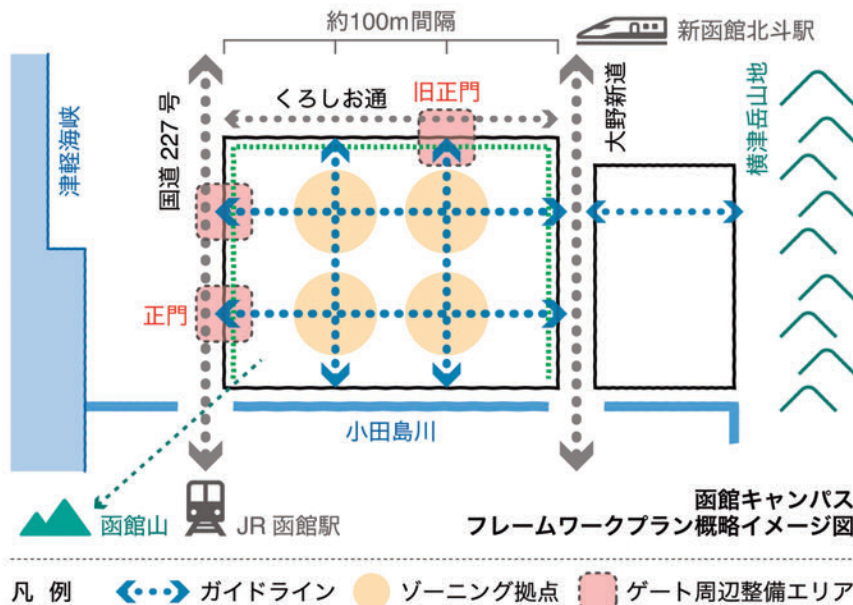 約100m間隔
新函館北斗駅
くろしお通
旧正門
国道 227 号
大野新道
横津岳山地
津軽海峡
正門
小田島川
函館山
JR 函館駅
函館キャンパス
フレームワークプラン概略イメージ図
凡 例
ガイドライン
ゾーニング拠点
ゲート周辺整備エリア